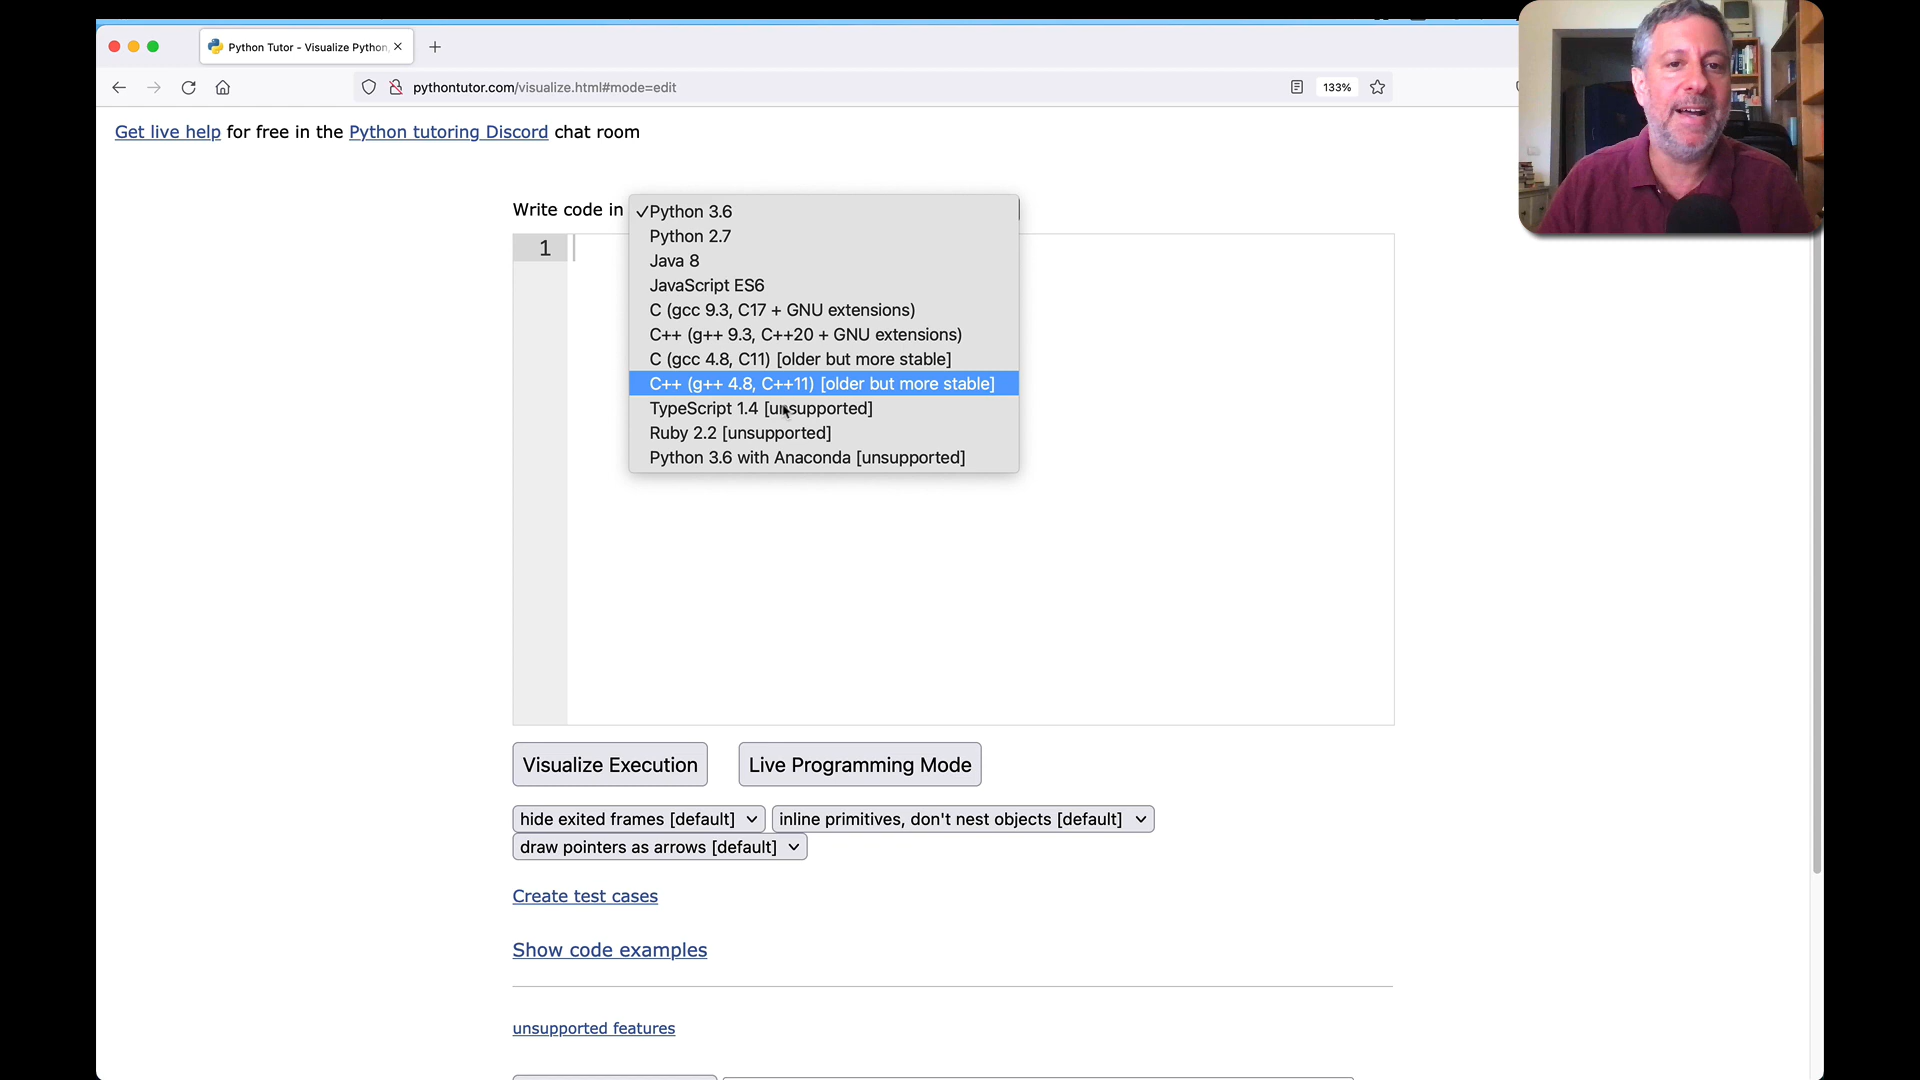 Python Tutor - Visualize Python
pythontutor.com/visualize.html#mode=edit
133%
Get live help for free in the Python tutoring Discord chat room
Write code in
✓Python 3.6
Python 2.7
Java 8
JavaScript ES6
C (gcc 9.3, C17 + GNU extensions)
C++ (g++ 9.3, C++20 + GNU extensions)
C (gcc 4.8, C11) [older but more stable]
C++ (g++ 4.8, C++11) [older but more stable]
TypeScript 1.4 [unsupported]
Ruby 2.2 [unsupported]
Python 3.6 with Anaconda [unsupported]
1
Visualize Execution
Live Programming Mode
hide exited frames [default]
inline primitives, don't nest objects [default]
draw pointers as arrows [default]
Create test cases
Show code examples
unsupported features